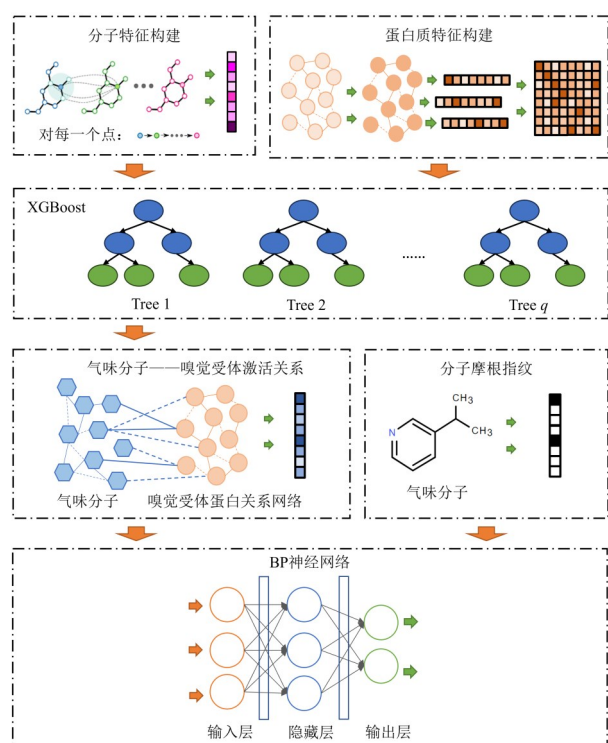 分子特征构建
对每一个点：
蛋白质特征构建
XGBoost
......
Tree 1
Tree 2
Tree q
气味分子——嗅觉受体激活关系
气味分子
嗅觉受体蛋白关系网络
分子摩根指纹
N
CH3
CH3
气味分子
BP神经网络
输入层
隐藏层
输出层